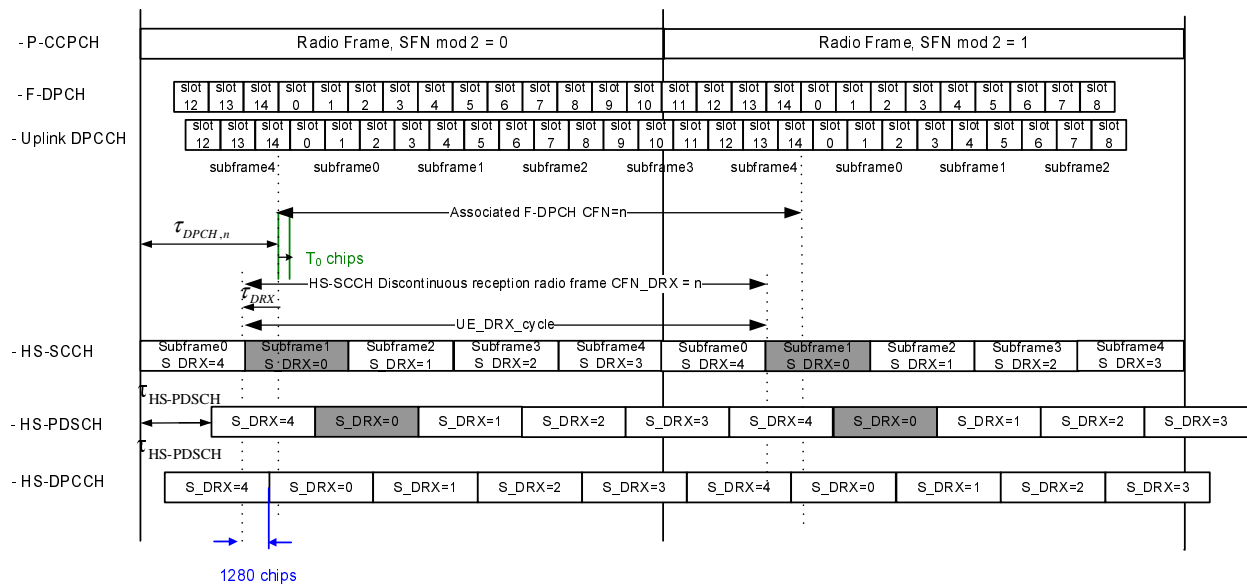 - P-CCPCH
Radio Frame, SFN mod 2 = 0
Radio Frame, SFN mod 2 = 1
- F-DPCH
slot 12 slot 13 slot 14 slot 0 slot 1 slot 2 slot 3 slot 4 slot 5 slot 6 slot 7 slot 8 slot 9 slot 10 slot 11 slot 12 slot 13 slot 14 slot 0 slot 1 slot 2 slot 3 slot 4 slot 5 slot 6 slot 7 slot 8
- Uplink DPCCH
slot 12 slot 13 slot 14 slot 0 slot 1 slot 2 slot 3 slot 4 slot 5 slot 6 slot 7 slot 8 slot 9 slot 10 slot 11 slot 12 slot 13 slot 14 slot 0 slot 1 slot 2 slot 3 slot 4 slot 5 slot 6 slot 7 slot 8
subframe4 subframe0 subframe1 subframe2 subframe3 subframe4 subframe0 subframe1 subframe2
Associated F-DPCH CFN=n
τDPCH,n
T0 chips
HS-SCCH Discontinuous reception radio frame CFN_DRX = n
τDRX
UE_DRX_cycle
- HS-SCCH
Subframe0 Subframe1 Subframe2 Subframe3 Subframe4 Subframe0 Subframe1 Subframe2 Subframe3 Subframe4
S_DRX=4 S_DRX=0 S_DRX=1 S_DRX=2 S_DRX=3 S_DRX=4 S_DRX=0 S_DRX=1 S_DRX=2 S_DRX=3
τHS-PDSCH
- HS-PDSCH
S_DRX=4 S_DRX=0 S_DRX=1 S_DRX=2 S_DRX=3 S_DRX=4 S_DRX=0 S_DRX=1 S_DRX=2 S_DRX=3
τHS-PDSCH
- HS-DPCCH
S_DRX=4 S_DRX=0 S_DRX=1 S_DRX=2 S_DRX=3 S_DRX=4 S_DRX=0 S_DRX=1 S_DRX=2 S_DRX=3
1280 chips